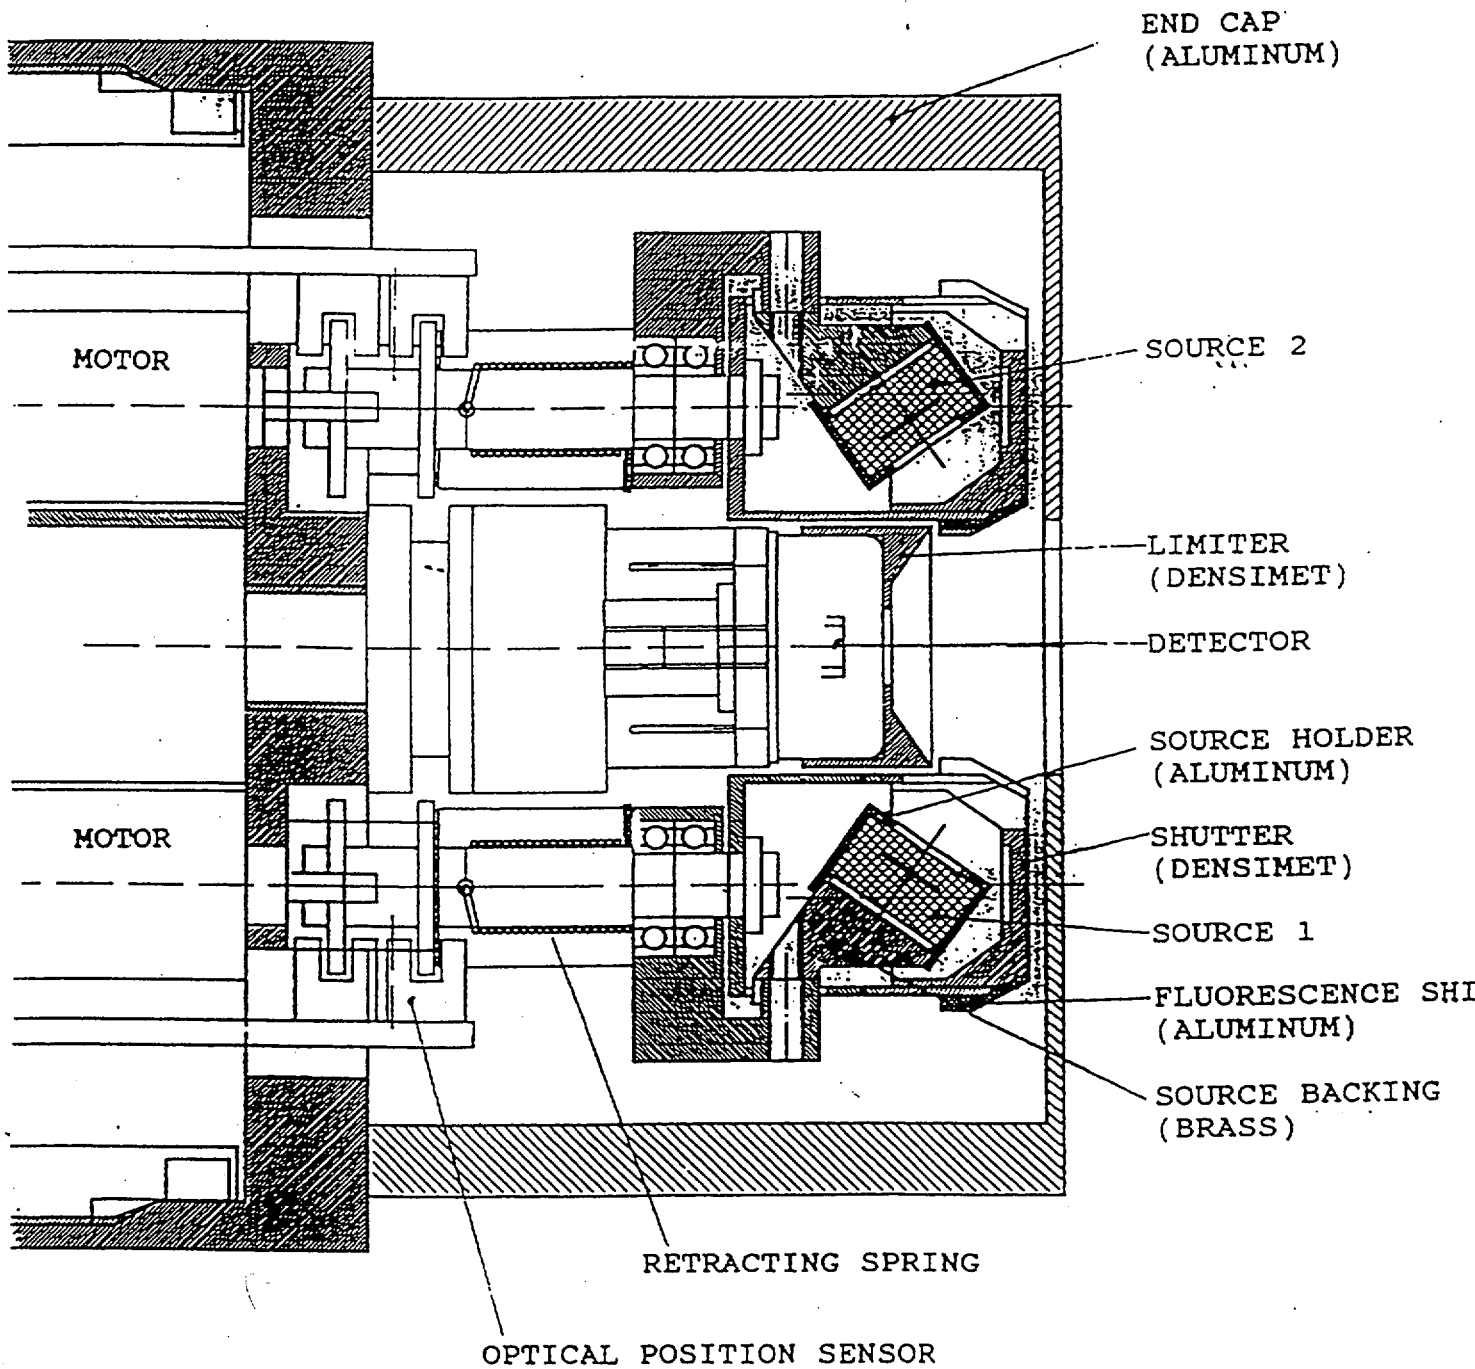 END CAP
(ALUMINUM)
MOTOR
SOURCE 2
LIMITER
(DENSIMET)
DETECTOR
SOURCE HOLDER
(ALUMINUM)
MOTOR
SHUTTER
(DENSIMET)
SOURCE 1
FLUORESCENCE SHI
(ALUMINUM)
SOURCE BACKING
(BRASS)
RETRACTING SPRING
OPTICAL POSITION SENSOR